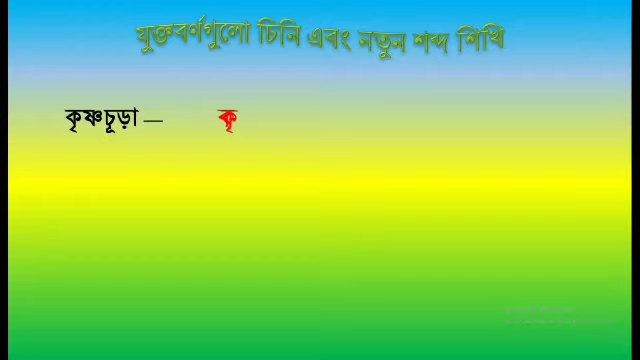 যুক্তবর্ণগুলো চিনি এবং নতুন শব্দ শিখি
কৃষ্ণচূড়া — কৃ